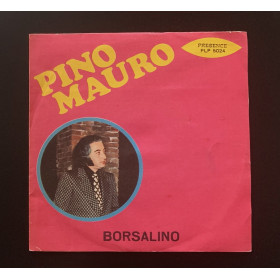 PINO
MAURO
PRESENCE
PLP 5024
BORSALINO